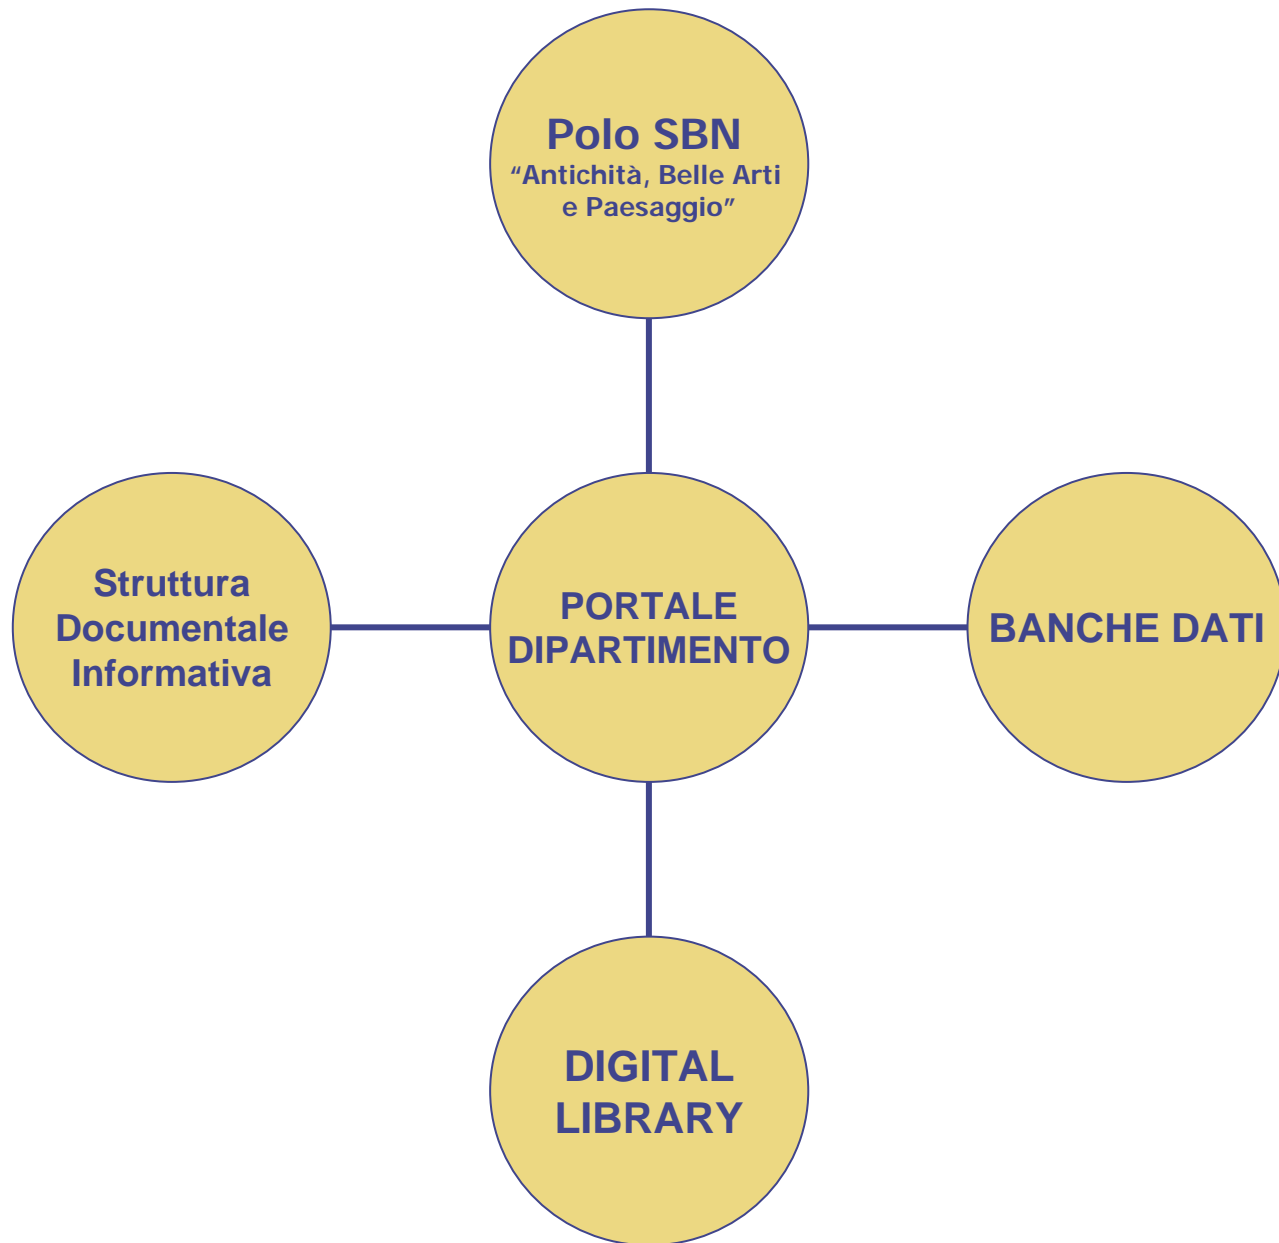 Polo SBN
“Antichità, Belle Arti
e Paesaggio”
Struttura
Documentale
Informativa
PORTALE
DIPARTIMENTO
BANCHE DATI
DIGITAL
LIBRARY